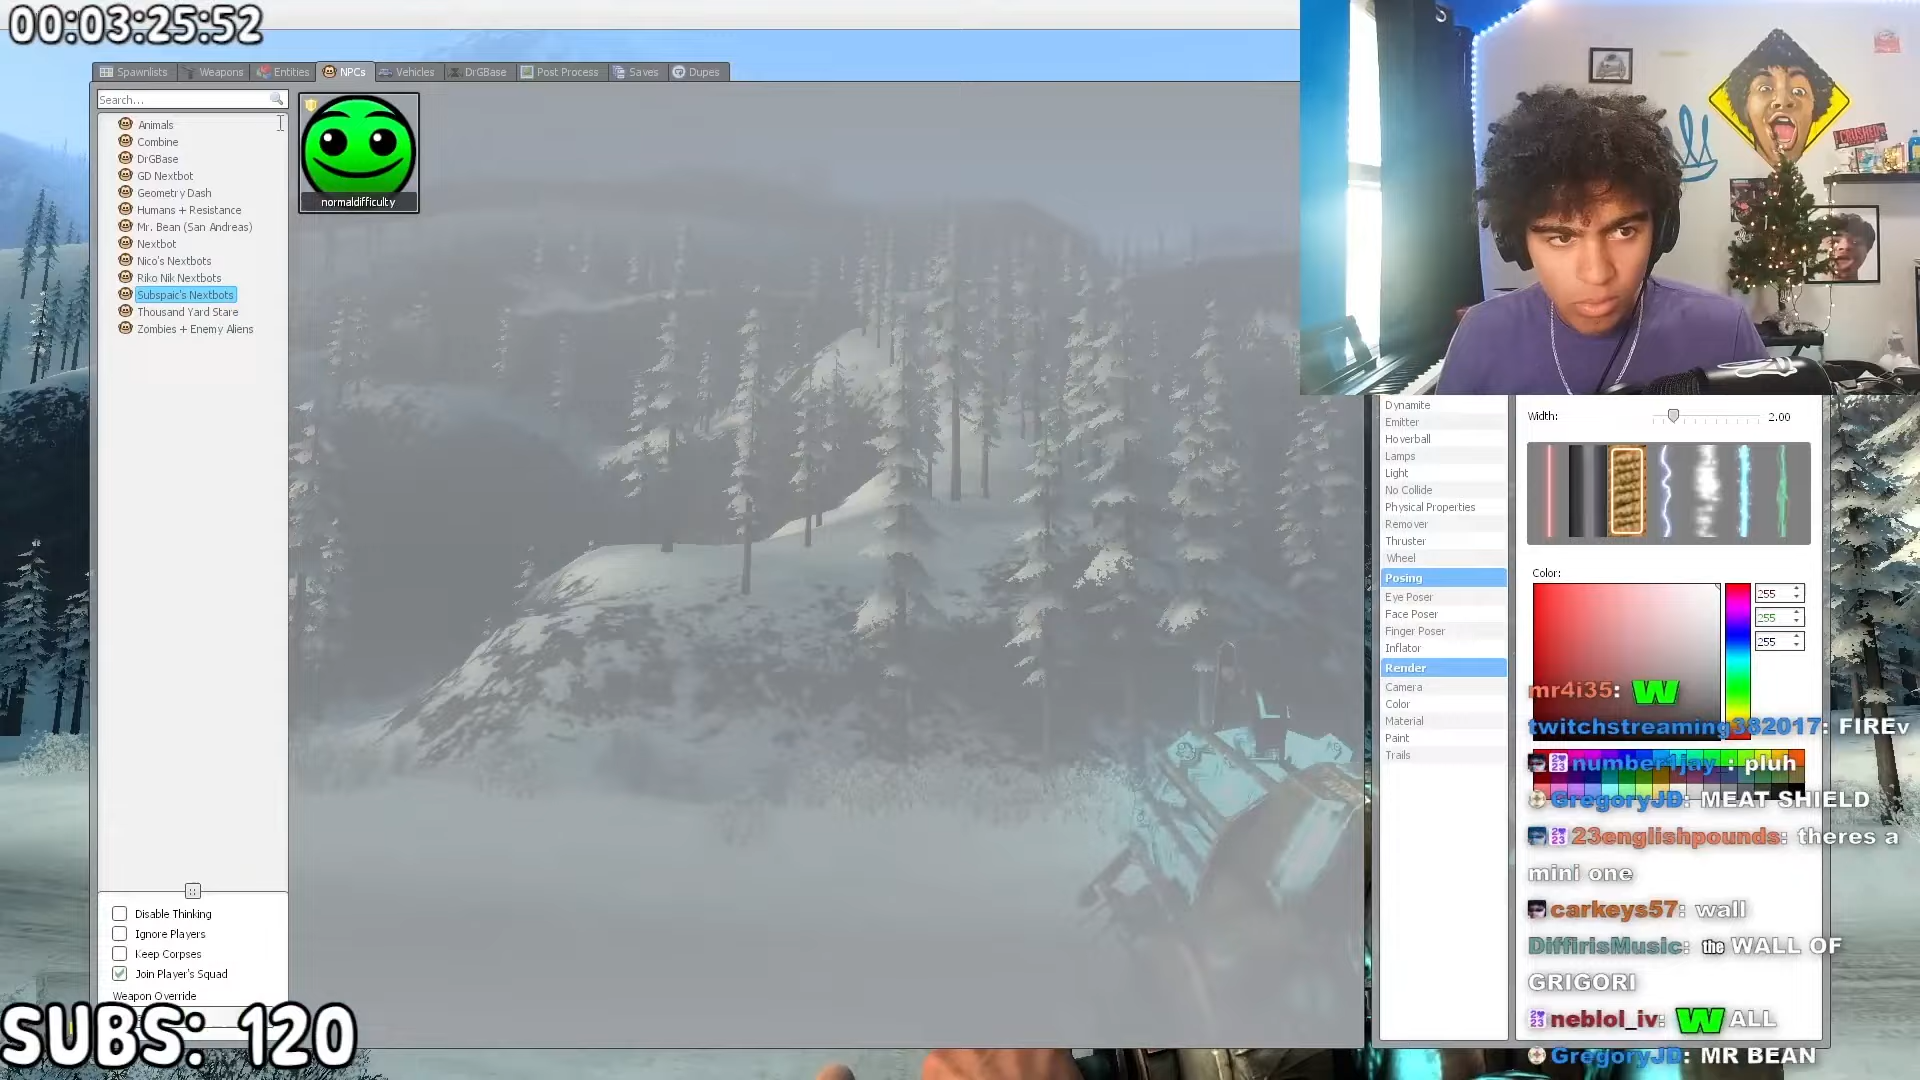 00:03:25:52
Spawnlists
Weapons
Entities
NPCs
Vehicles
DrGBase
Post Process
Saves
Dupes
Search...
Animals
Combine
DrGBase
GD Nextbot
Geometry Dash
Humans + Resistance
Mr. Bean (San Andreas)
Nextbot
Nico's Nextbots
Riko Nik Nextbots
Subspaic's Nextbots
Thousand Yard Stare
Zombies + Enemy Aliens
normaldifficulty
Disable Thinking
Ignore Players
Keep Corpses
Join Player's Squad
Weapon Override
SUBS: 120
CRUSHED
Dynamite
Emitter
Hoverball
Lamps
Light
No Collide
Physical Properties
Remover
Thruster
Wheel
Posing
Eye Poser
Face Poser
Finger Poser
Inflator
Render
Camera
Color
Material
Paint
Trails
Width:
2.00
Color:
255
255
255
mr4i35: W
twitchstreaming382017: FIREv
number1jay : pluh
GregoryJD: MEAT SHIELD
23englishpounds: theres a
mini one
carkeys57: wall
DiffirisMusic: the WALL OF
GRIGORI
neblol_iv: W ALL
GregoryJD: MR BEAN